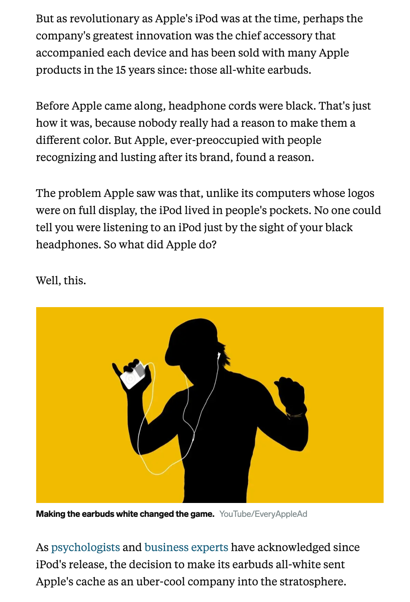 But as revolutionary as Apple's iPod was at the time, perhaps the
company's greatest innovation was the chief accessory that
accompanied each device and has been sold with many Apple
products in the 15 years since: those all-white earbuds.
Before Apple came along, headphone cords were black. That's just
how it was, because nobody really had a reason to make them a
different color. But Apple, ever-preoccupied with people
recognizing and lusting after its brand, found a reason.
The problem Apple saw was that, unlike its computers whose logos
were on full display, the iPod lived in people's pockets. No one could
tell you were listening to an iPod just by the sight of your black
headphones. So what did Apple do?
Well, this.
Making the earbuds white changed the game. YouTube/EveryAppleAd
As psychologists and business experts have acknowledged since
iPod's release, the decision to make its earbuds all-white sent
Apple's cache as an uber-cool company into the stratosphere.